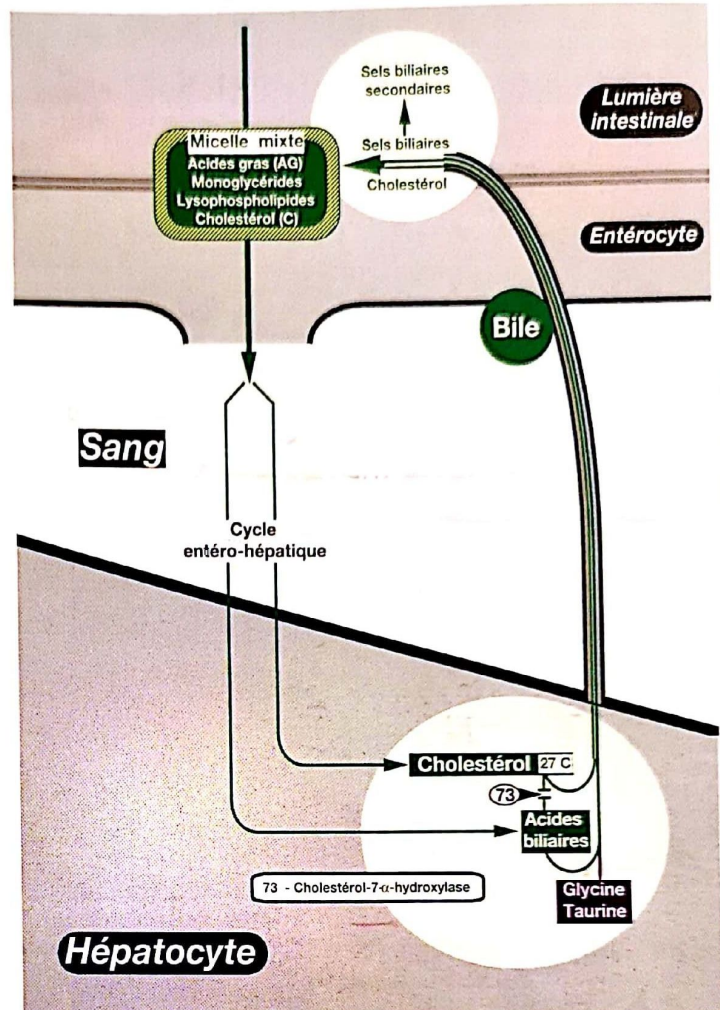 Sels biliaires
secondaires
Lumière
intestinale
Micelle mixte
Acides gras (AG)
Monoglycérides
Lysophospholipides
Cholestérol (C)
Sels biliaires
Cholestérol
Entérocyte
Bile
Sang
Cycle
entéro-hépatique
Cholestérol 27 C
73
Acides
biliaires
73 - Cholestérol-7-α-hydroxylase
Glycine
Taurine
Hépatocyte